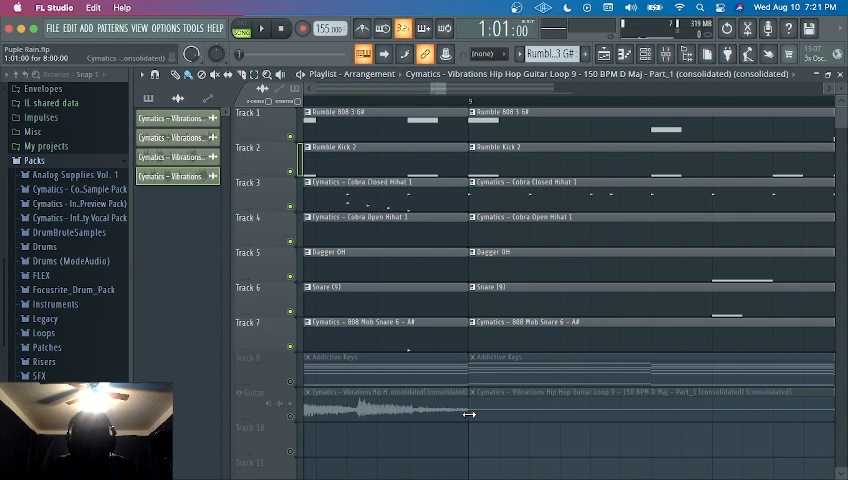 FL Studio Edit Help Wed Aug 10 7:21 PM
FILE EDIT ADD PATTERNS VIEW OPTIONS TOOLS HELP
SONG 155.000 3.2 1:01:00 7 319 MB
Puple Rain.flp
1:01:00 for 8:00:00 Cymatics - ..onsolidated)
(none) Rumbl..3 G# 13-07
3x Osc..
Browser - Snap 1 Playlist - Arrangement Cymatics - Vibrations Hip Hop Guitar Loop 9 - 150 BPM D Maj - Part_1 (consolidated) (consolidated)
Envelopes
IL shared data
Impulses
Misc
My projects
Packs
Analog Supplies Vol. 1
Cymatics - Co..Sample Pack
Cymatics - In..Preview Pack)
Cymatics - Inf..ty Vocal Pack
DrumBruteSamples
Drums
Drums (ModeAudio)
FLEX
Focusrite_Drum_Pack
Instruments
Legacy
Loops
Patches
Risers
SFX
Cymatics - Vibrations..
Cymatics - Vibrations..
Cymatics - Vibrations..
Cymatics - Vibrations..
9
Track 1 Rumble 808 3 G# Rumble 808 3 G#
Track 2 Rumble Kick 2 Rumble Kick 2
Track 3 Cymatics - Cobra Closed Hihat 1 Cymatics - Cobra Closed Hihat 1
Track 4 Cymatics - Cobra Open Hihat 1 Cymatics - Cobra Open Hihat 1
Track 5 Dagger OH Dagger OH
Track 6 Snare (9) Snare (9)
Track 7 Cymatics - 808 Mob Snare 6 - A# Cymatics - 808 Mob Snare 6 - A#
Track 8 Addictive Keys Addictive Keys
Guitar Cymatics - Vibrations Hip H..onsolidated) (consolidated) Cymatics - Vibrations Hip Hop Guitar Loop 9 - 150 BPM D Maj - Part_1 (consolidated) (consolidated)
Track 10
Track 11